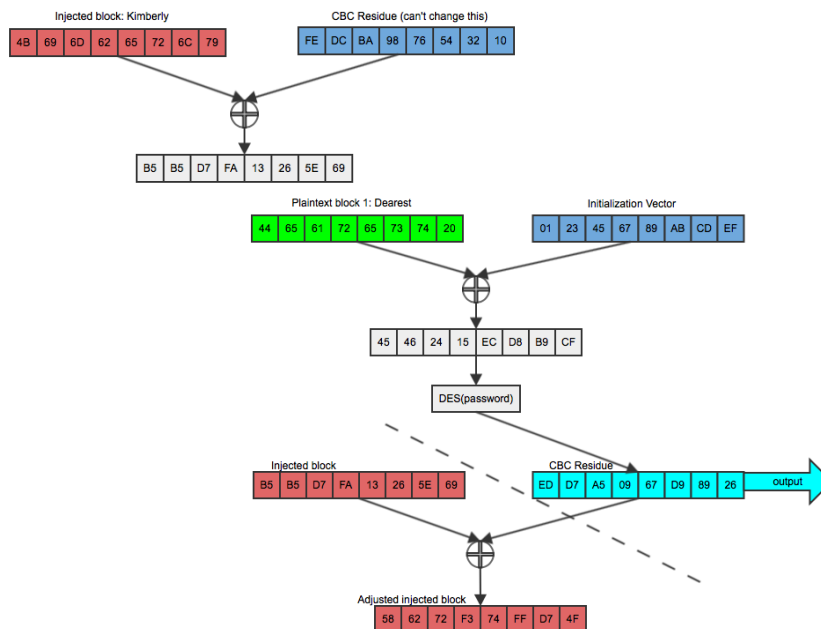 Injected block: Kimberly
CBC Residue (can't change this)
4B 69 6D 62 65 72 6C 79
FE DC BA 98 76 54 32 10
B5 B5 D7 FA 13 26 5E 69
Plaintext block 1: Dearest
Initialization Vector
44 65 61 72 65 73 74 20
01 23 45 67 89 AB CD EF
45 46 24 15 EC D8 B9 CF
DES(password)
Injected block
CBC Residue
B5 B5 D7 FA 13 26 5E 69
ED D7 A5 09 67 D9 89 26
output
Adjusted injected block
58 62 72 F3 74 FF D7 4F